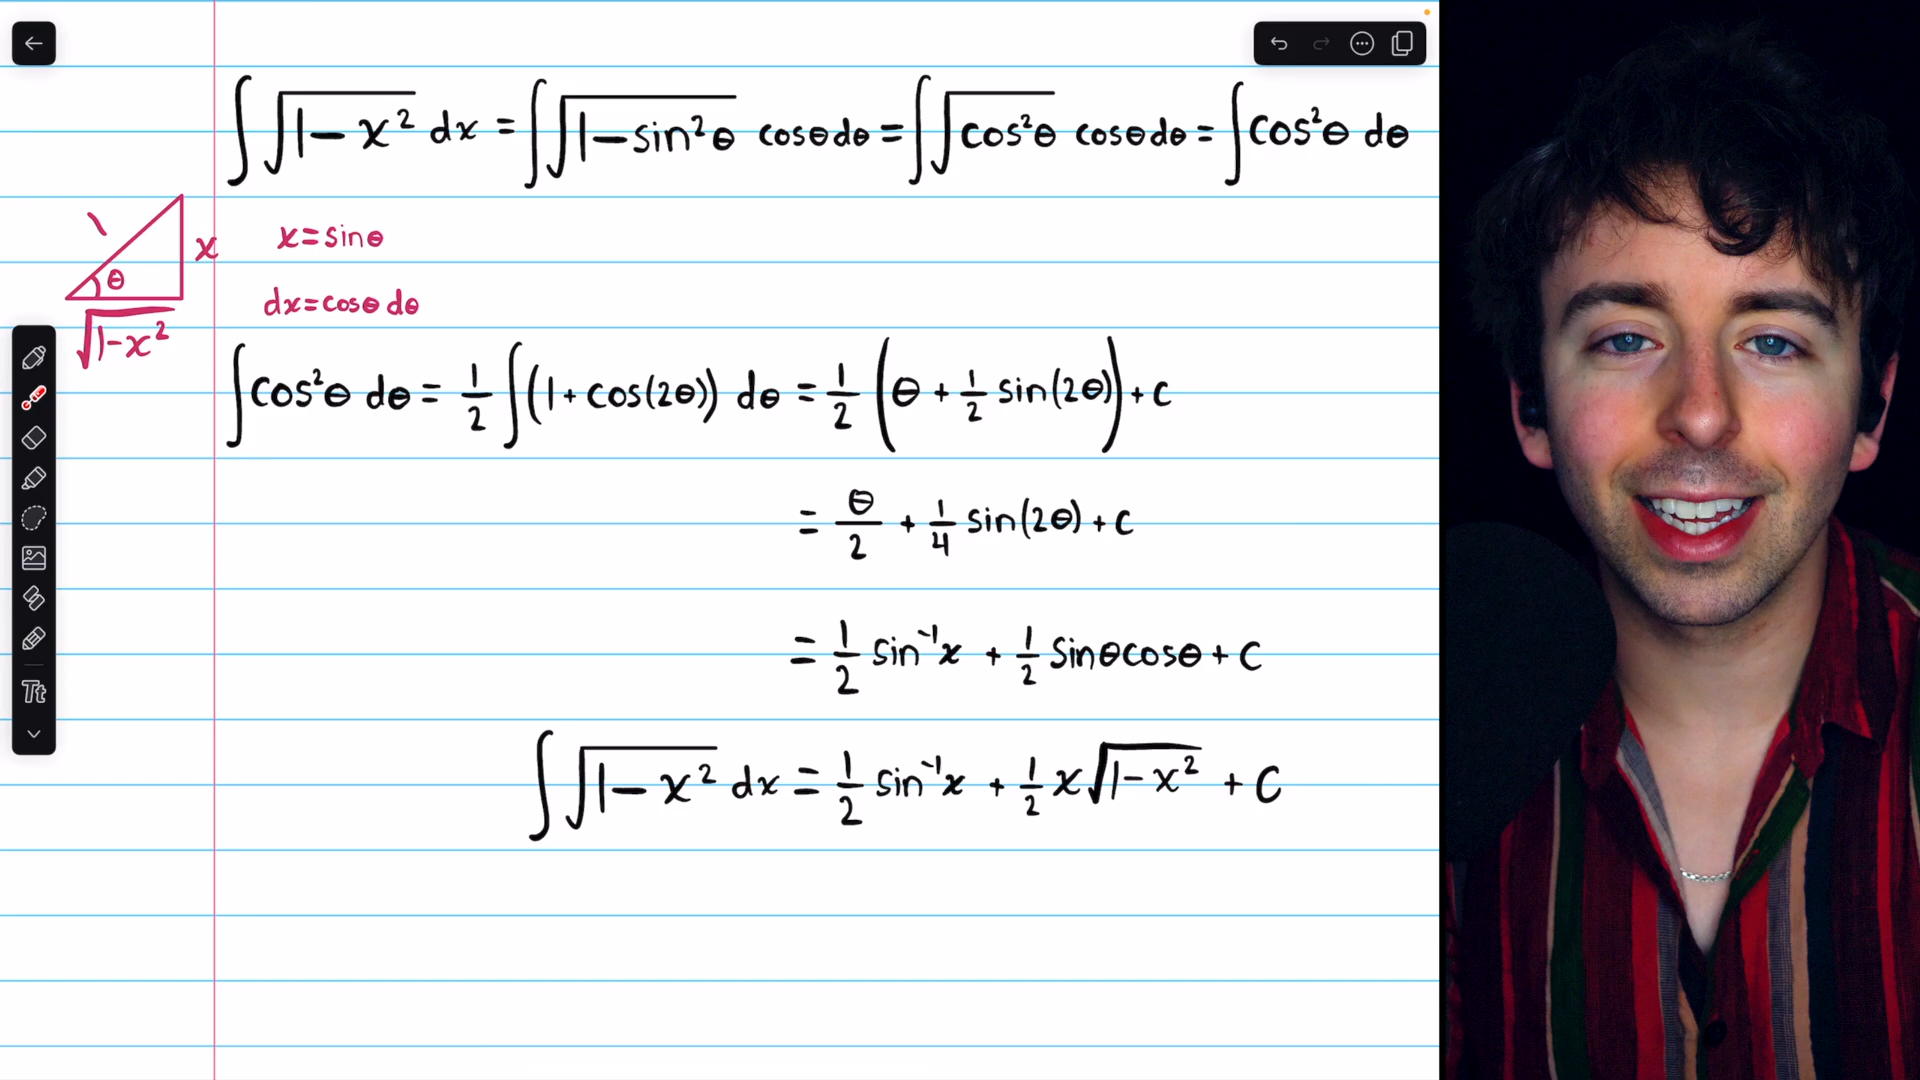 ∫√(1-x²) dx = ∫√(1-sin²θ) cosθdθ = ∫√(cos²θ) cosθdθ = ∫cos²θ dθ
1
x
θ
√(1-x²)
x=sinθ
dx=cosθ dθ
∫cos²θ dθ = 1/2 ∫(1+cos(2θ)) dθ = 1/2 (θ + 1/2 sin(2θ)) + c
= θ/2 + 1/4 sin(2θ) + c
= 1/2 sin⁻¹x + 1/2 sinθcosθ + c
∫√(1-x²) dx = 1/2 sin⁻¹x + 1/2 x√(1-x²) + c
Tt